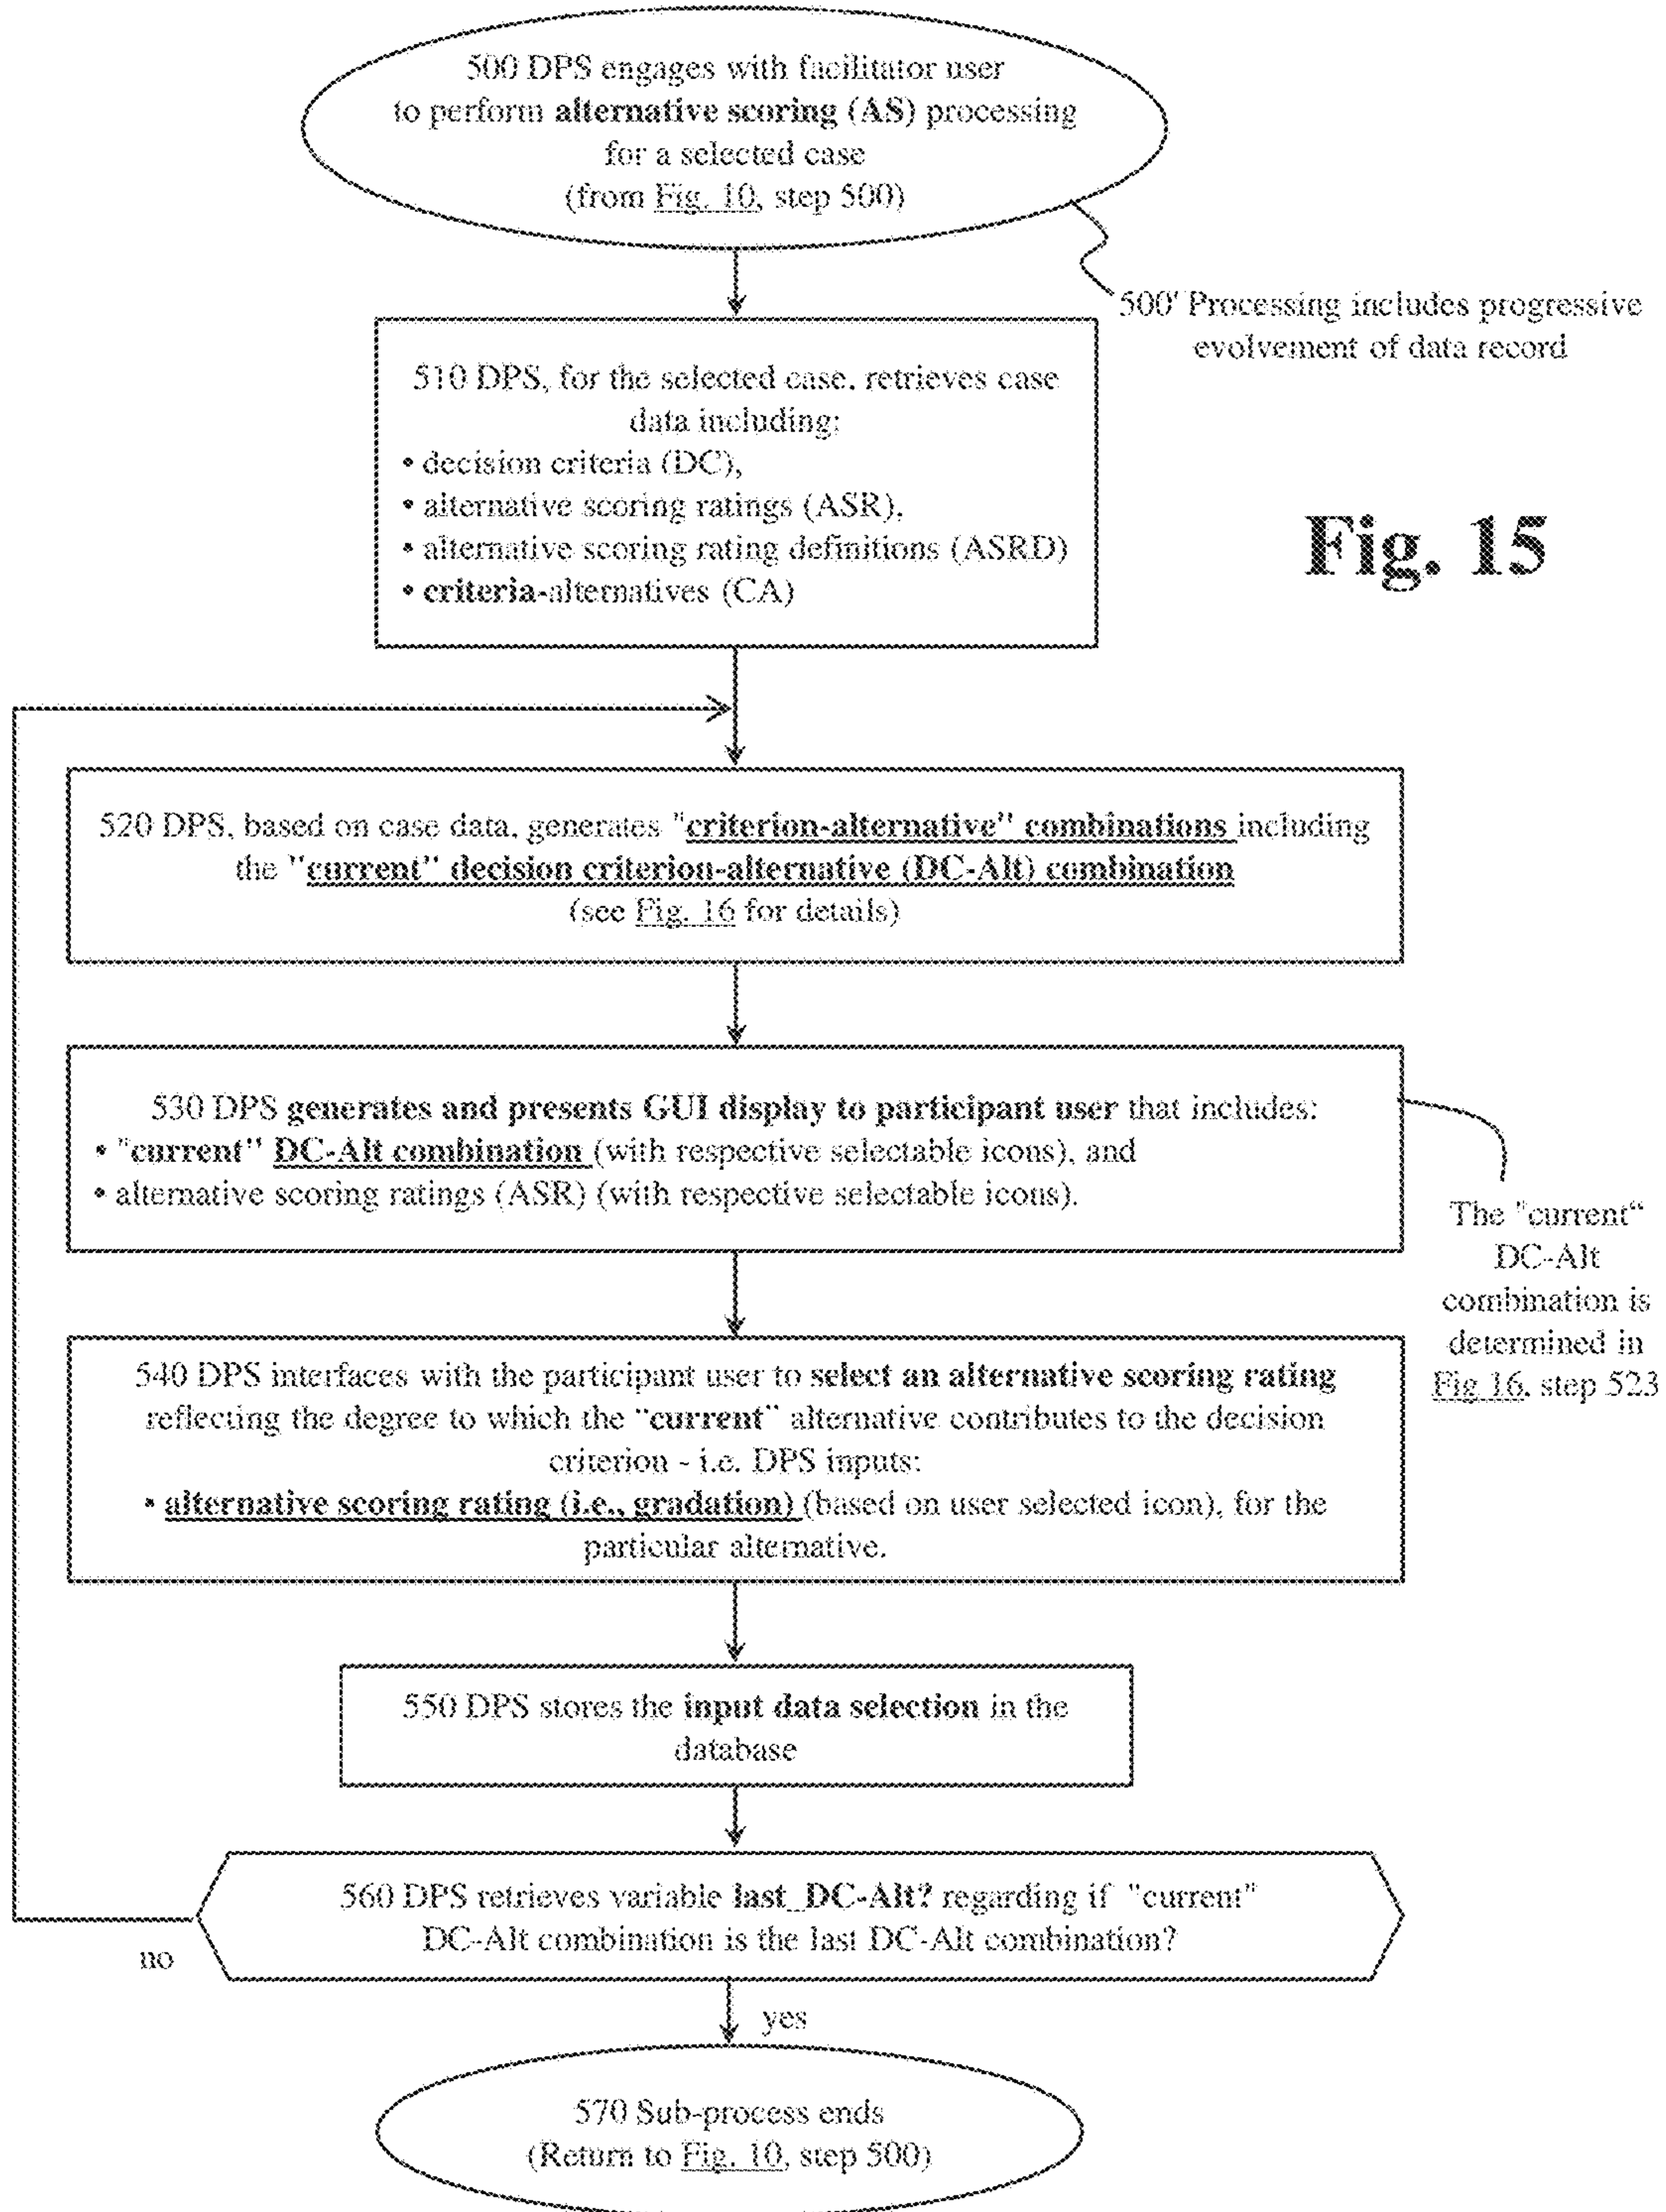 500 DPS engages with facilitator user
to perform alternative scoring (AS) processing
for a selected case
(from Fig. 10, step 500)
500' Processing includes progressive
evolvement of data record
510 DPS, for the selected case, retrieves case
data including:
• decision criteria (DC),
• alternative scoring ratings (ASR),
• alternative scoring rating definitions (ASRD)
• criteria-alternatives (CA)
Fig. 15
520 DPS, based on case data, generates "criterion-alternative" combinations including
the "current" decision criterion-alternative (DC-Alt) combination
(see Fig. 16 for details)
530 DPS generates and presents GUI display to participant user that includes:
• "current" DC-Alt combination (with respective selectable icons), and
• alternative scoring ratings (ASR) (with respective selectable icons).
The "current“
DC-Alt
combination is
determined in
Fig 16, step 523
540 DPS interfaces with the participant user to select an alternative scoring rating
reflecting the degree to which the "current" alternative contributes to the decision
criterion - i.e. DPS inputs:
• alternative scoring rating (i.e., gradation) (based on user selected icon), for the
particular alternative.
550 DPS stores the input data selection in the
database
560 DPS retrieves variable last_DC-Alt? regarding if "current"
DC-Alt combination is the last DC-Alt combination?
no
yes
570 Sub-process ends
(Return to Fig. 10, step 500)